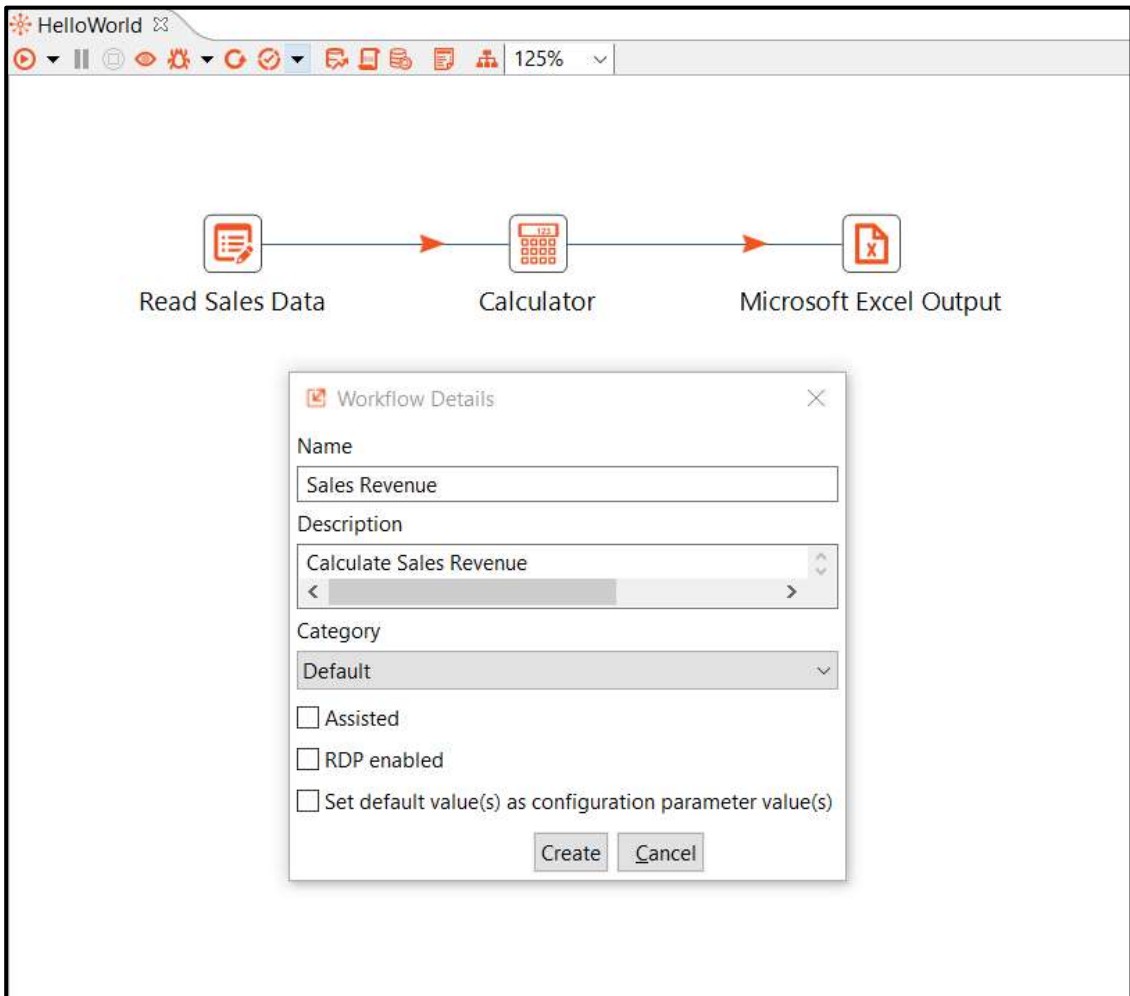 HelloWorld
125%
123
Read Sales Data
Calculator
Microsoft Excel Output
Workflow Details
Name
Sales Revenue
Description
Calculate Sales Revenue
Category
Default
Assisted
RDP enabled
Set default value(s) as configuration parameter value(s)
Create Cancel